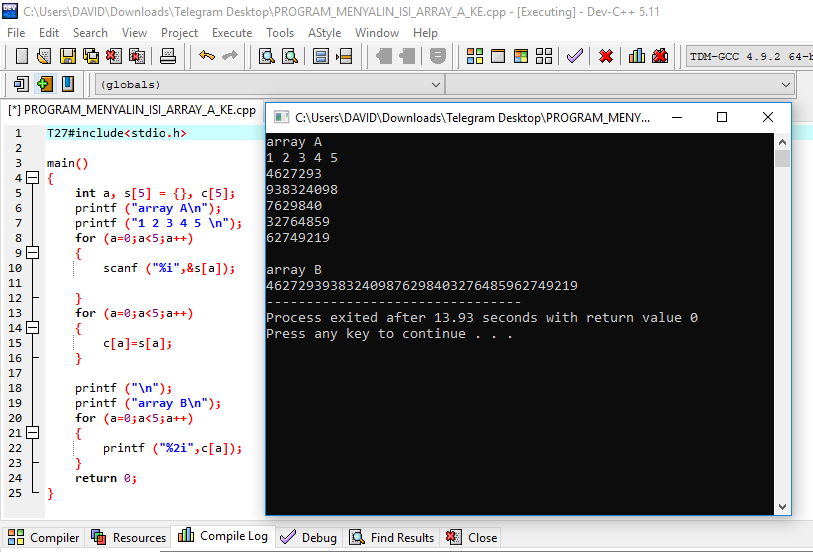 C:\Users\DAVID\Downloads\Telegram Desktop\PROGRAM_MENYALIN_ISI_ARRAY_A_KE.cpp - [Executing] - Dev-C++ 5.11
File Edit Search View Project Execute Tools AStyle Window Help
TDM-GCC 4.9.2 64-b
(globals)
[*] PROGRAM_MENYALIN_ISI_ARRAY_A_KE.cpp
1 T27#include<stdio.h>
2
3 main()
4 {
5 int a, s[5] = {}, c[5];
6 printf ("array A\n");
7 printf ("1 2 3 4 5 \n");
8 for (a=0;a<5;a++)
9 {
10 scanf ("%i",&s[a]);
11
12 }
13 for (a=0;a<5;a++)
14 {
15 c[a]=s[a];
16 }
17
18 printf ("\n");
19 printf ("array B\n");
20 for (a=0;a<5;a++)
21 {
22 printf ("%2i",c[a]);
23 }
24 return 0;
25 }
C:\Users\DAVID\Downloads\Telegram Desktop\PROGRAM_MENY...
array A
1 2 3 4 5
4627293
938324098
7629840
32764859
62749219
array B
462729393832409876298403276485962749219
--------------------------------
Process exited after 13.93 seconds with return value 0
Press any key to continue . . .
Compiler Resources Compile Log Debug Find Results Close